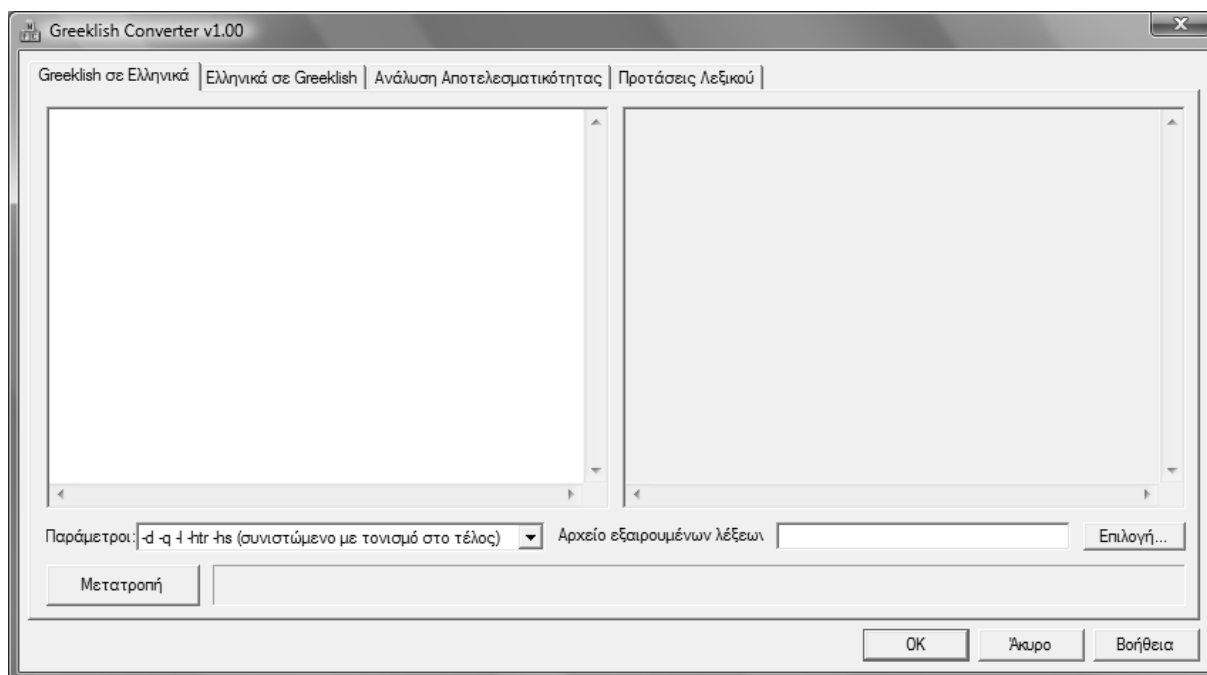 Greeklish Converter v1.00
Greeklish σε Ελληνικά Ελληνικά σε Greeklish Ανάλυση Αποτελεσματικότητας Προτάσεις Λεξικού
Παράμετροι: -d -q -l -htr -hs (συνιστώμενο με τονισμό στο τέλος) Αρχείο εξαιρουμένων λέξεων Επιλογή...
Μετατροπή
OK Άκυρο Βοήθεια